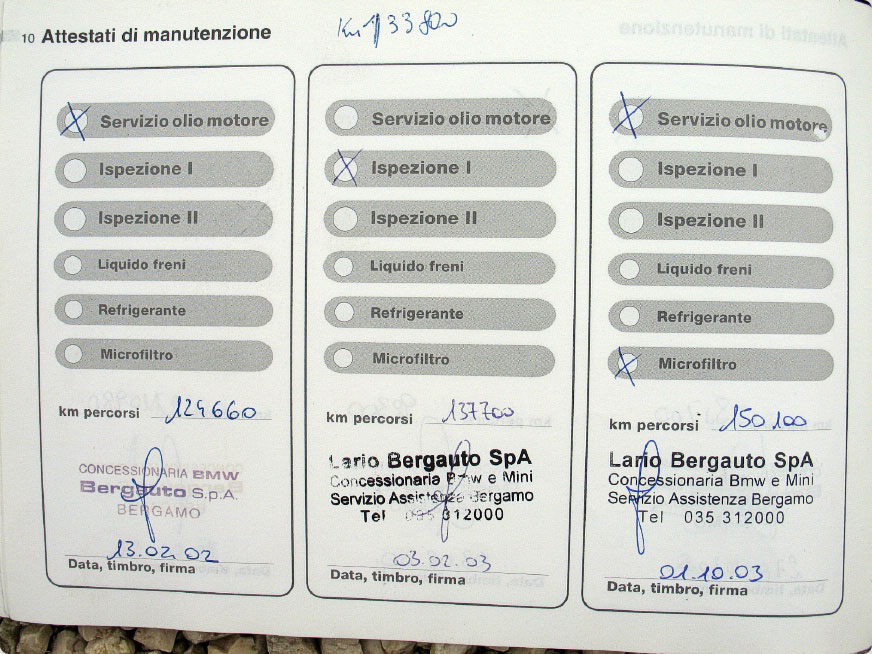 10 Attestati di manutenzione
Km 133800
Servizio olio motore
Ispezione I
Ispezione II
Liquido freni
Refrigerante
Microfiltro
km percorsi 124660
CONCESSIONARIA BMW
Bergauto S.p.A.
BERGAMO
13.02.02
Data, timbro, firma
Servizio olio motore
Ispezione I
Ispezione II
Liquido freni
Refrigerante
Microfiltro
km percorsi 137700
Lario Bergauto SpA
Concessionaria Bmw e Mini
Servizio Assistenza Bergamo
Tel 035 312000
03.02.03
Data, timbro, firma
Servizio olio motore
Ispezione I
Ispezione II
Liquido freni
Refrigerante
Microfiltro
km percorsi 150100
Lario Bergauto SpA
Concessionaria Bmw e Mini
Servizio Assistenza Bergamo
Tel 035 312000
01.10.03
Data, timbro, firma